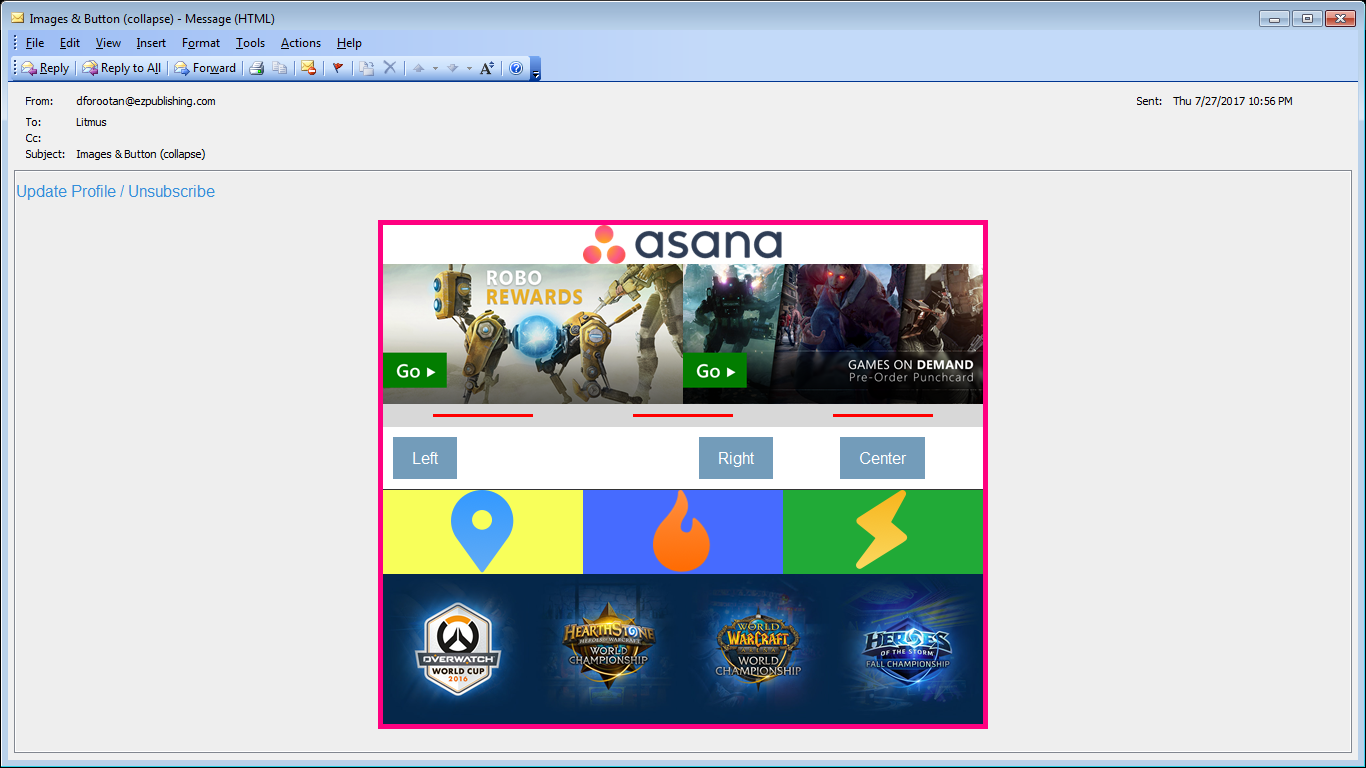 Images & Button (collapse) - Message (HTML)
File Edit View Insert Format Tools Actions Help
Reply Reply to All Forward
From: dforootan@ezpublishing.com Sent: Thu 7/27/2017 10:56 PM
To: Litmus
Cc:
Subject: Images & Button (collapse)
Update Profile / Unsubscribe
asana
ROBO
REWARDS
Go
Go
GAMES ON DEMAND
Pre-Order Punchcard
Left Right Center
OVERWATCH
WORLD CUP
2016
HEARTHSTONE
HEROES OF WARCRAFT
WORLD
CHAMPIONSHIP
WORLD
WARCRAFT
ARENA
WORLD
CHAMPIONSHIP
HEROES
OF THE STORM
FALL CHAMPIONSHIP